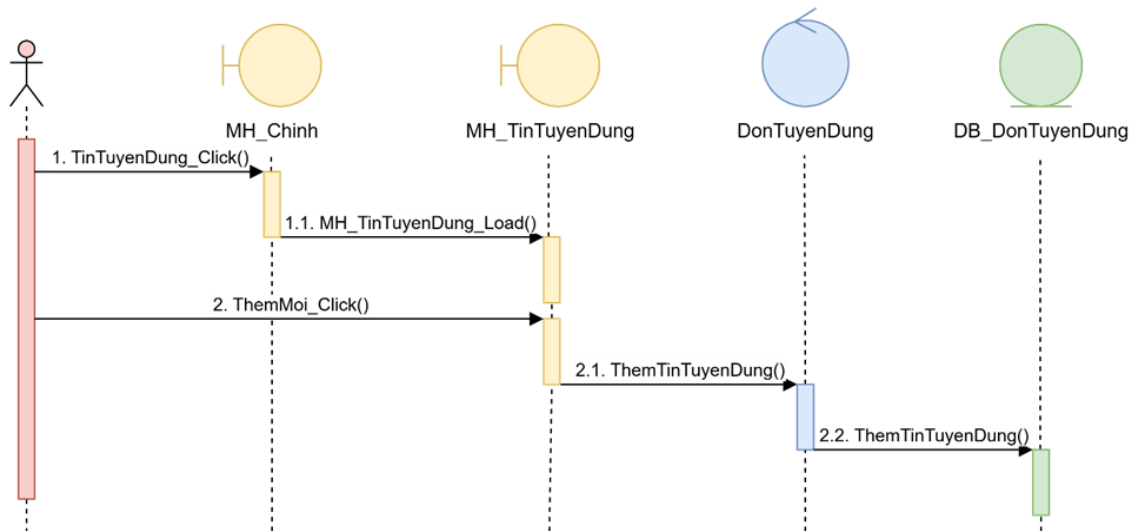 MH_Chinh
MH_TinTuyenDung
DonTuyenDung
DB_DonTuyenDung
1. TinTuyenDung_Click()
1.1. MH_TinTuyenDung_Load()
2. ThemMoi_Click()
2.1. ThemTinTuyenDung()
2.2. ThemTinTuyenDung()